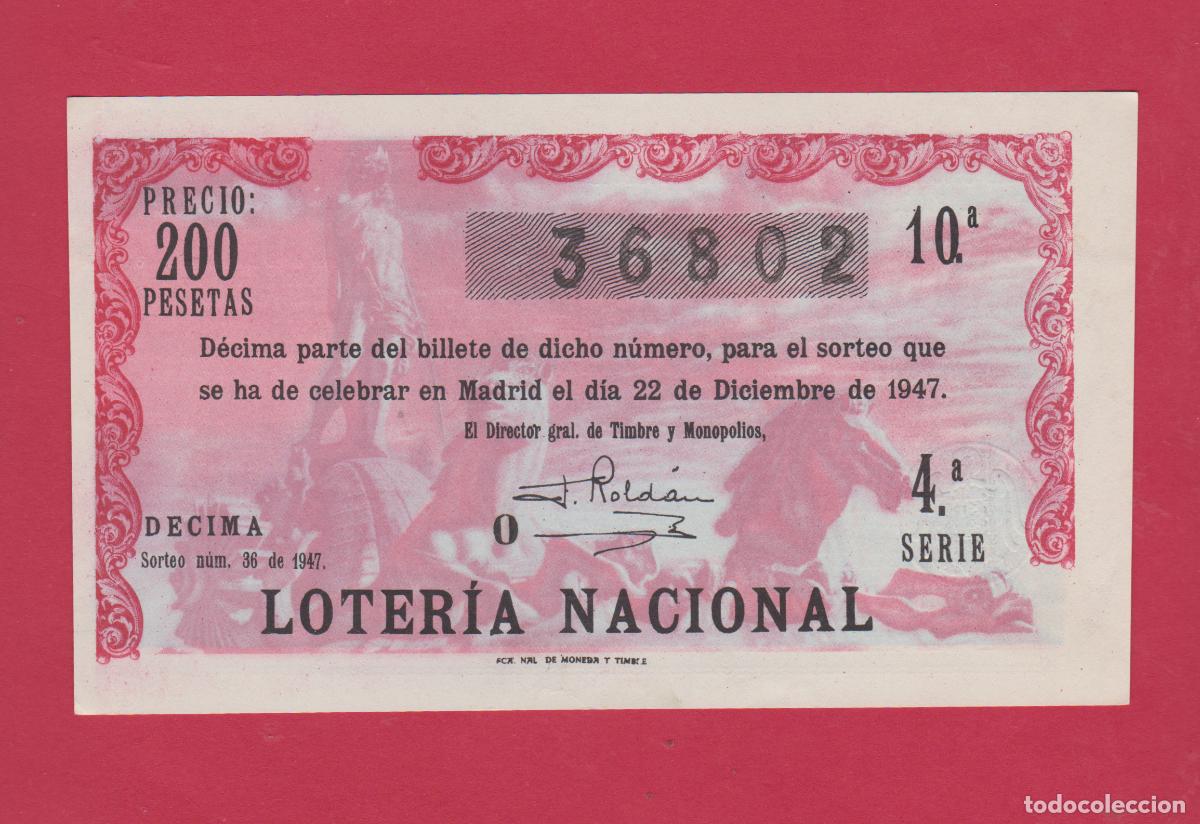 PRECIO:
200
PESETAS
36802
10.ª
Décima parte del billete de dicho número, para el sorteo que
se ha de celebrar en Madrid el día 22 de Diciembre de 1947.
El Director gral. de Timbre y Monopolios,
J. Roldán
DECIMA
Sorteo núm. 36 de 1947.
O
4.ª
SERIE
LOTERÍA NACIONAL
FCA. NAL DE MONEDA Y TIMBRE
todocoleccion